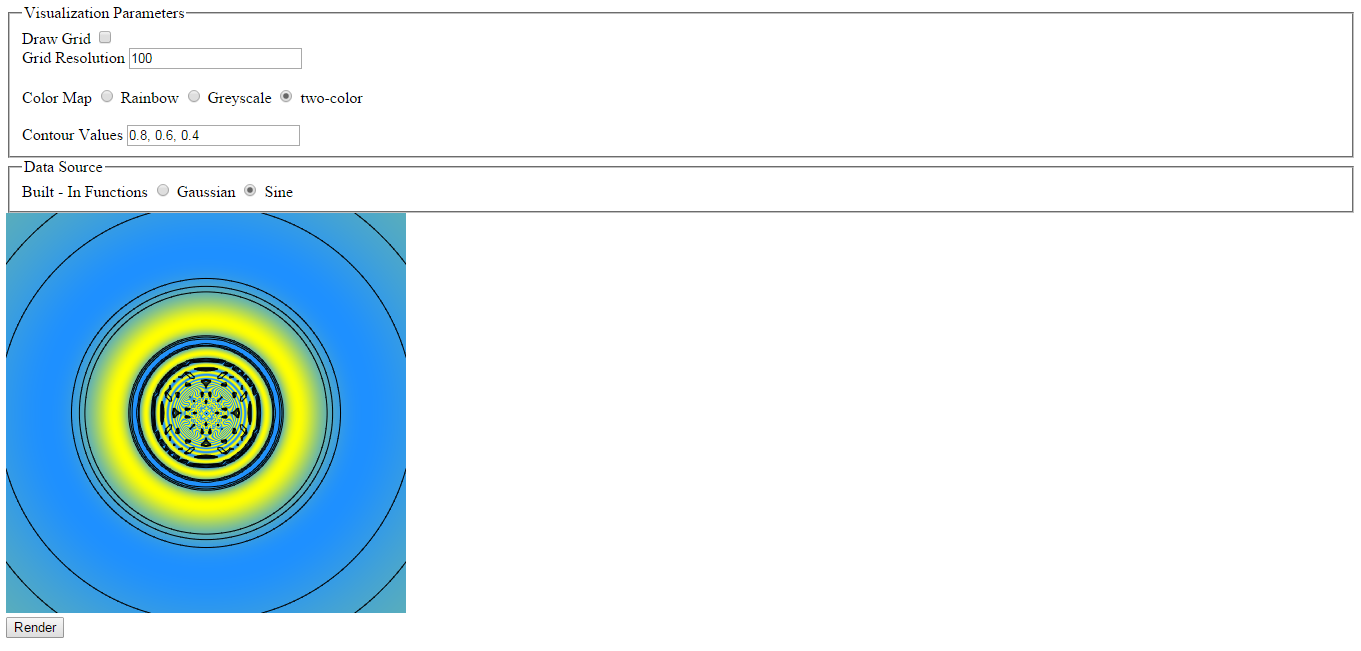 Visualization Parameters
Draw Grid
Grid Resolution 100
Color Map Rainbow Greyscale two-color
Contour Values 0.8, 0.6, 0.4
Data Source
Built - In Functions Gaussian Sine
Render